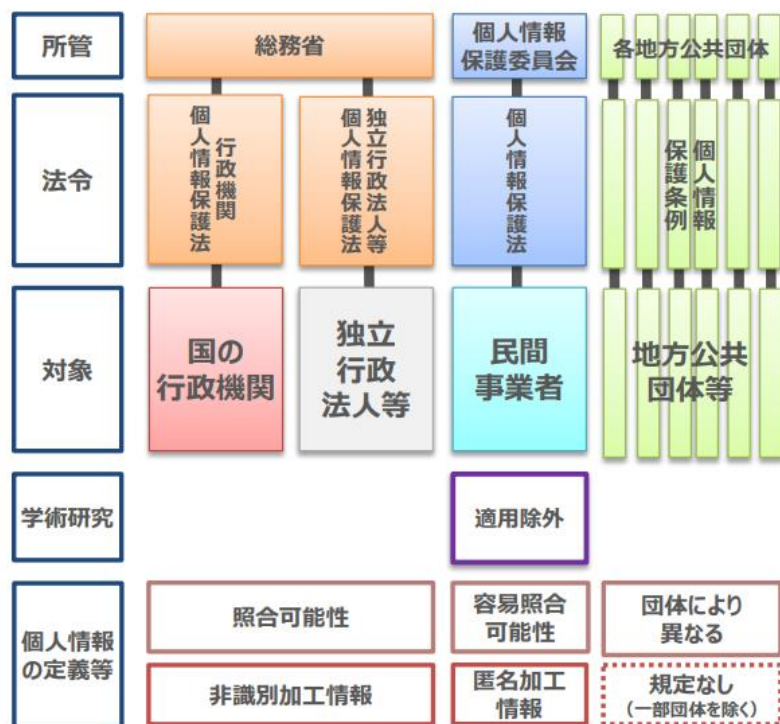 所管
総務省
個人情報
保護委員会
各地方公共団体
法令
行政機関
個人情報保護法
独立行政法人等
個人情報保護法
個人情報保護法
個人情報
保護条例
対象
国の
行政機関
独立
行政
法人等
民間
事業者
地方公共
団体等
学術研究
適用除外
個人情報
の定義等
照合可能性
容易照合
可能性
団体により
異なる
非識別加工情報
匿名加工
情報
規定なし
(一部団体を除く)